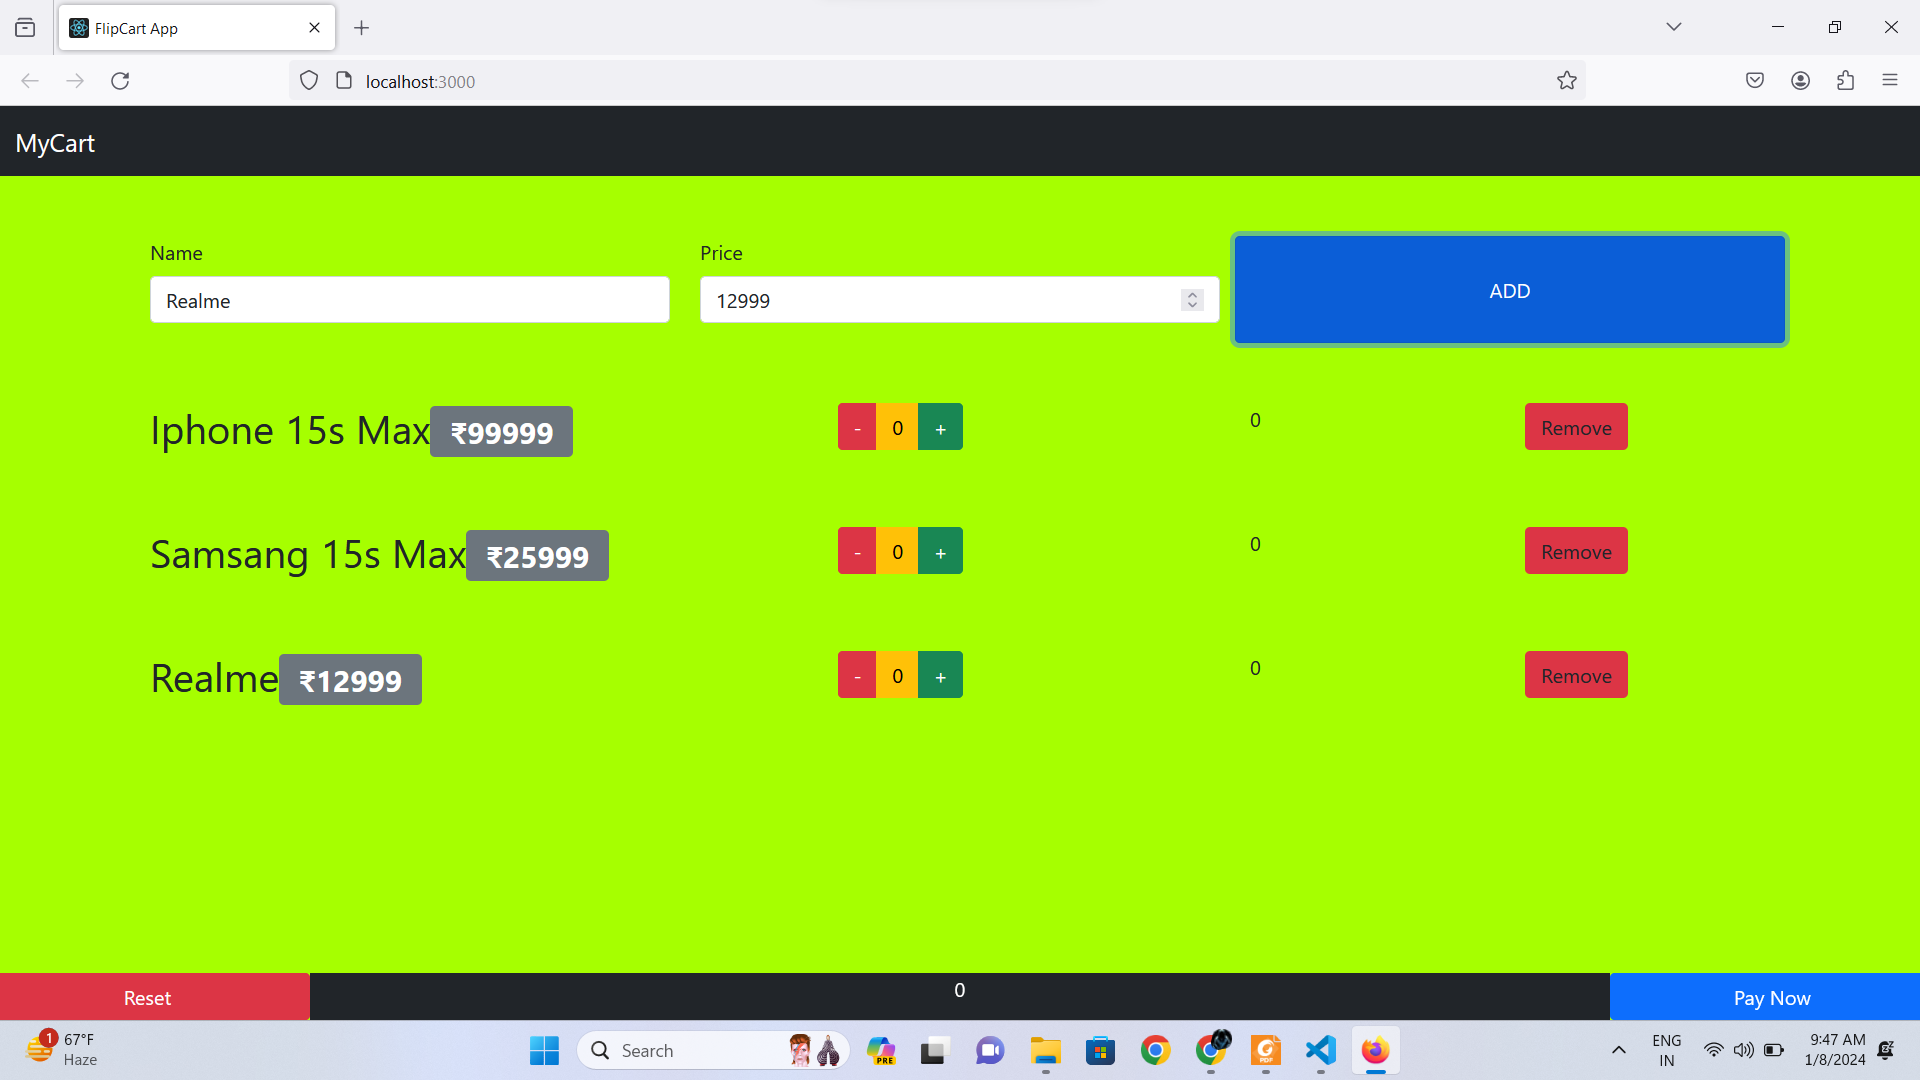 FlipCart App
localhost:3000
MyCart
Name
Price
Realme
12999
ADD
Iphone 15s Max ₹99999 - 0 + 0 Remove
Samsang 15s Max ₹25999 - 0 + 0 Remove
Realme ₹12999 - 0 + 0 Remove
Reset 0 Pay Now
1
67°F
Haze
Search
PRE
ENG
IN
9:47 AM
1/8/2024